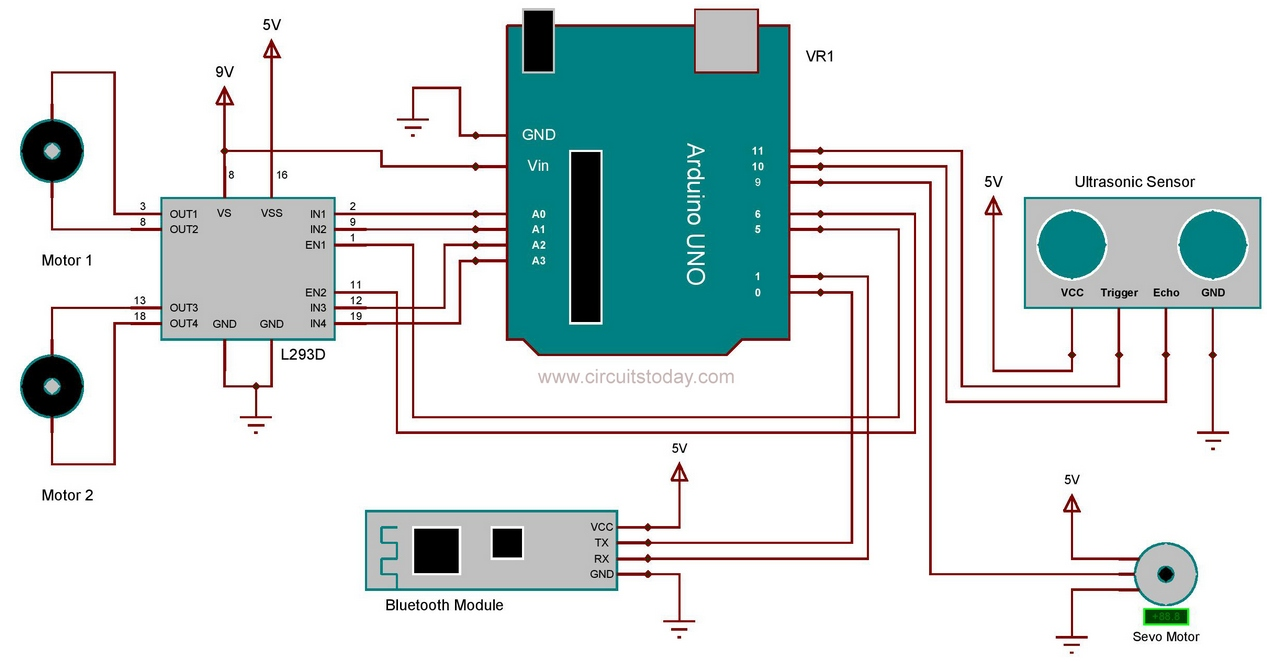 5V
9V
8
16
VS
VSS
3
OUT1
8
OUT2
IN1
2
IN2
9
EN1
1
Motor 1
EN2
11
13
OUT3
IN3
12
18
OUT4
IN4
19
GND
GND
L293D
Motor 2
VR1
GND
Vin
A0
A1
A2
A3
Arduino UNO
11
10
9
6
5
1
0
www.circuitstoday.com
5V
Ultrasonic Sensor
VCC Trigger Echo GND
5V
VCC
TX
RX
GND
Bluetooth Module
5V
Sevo Motor